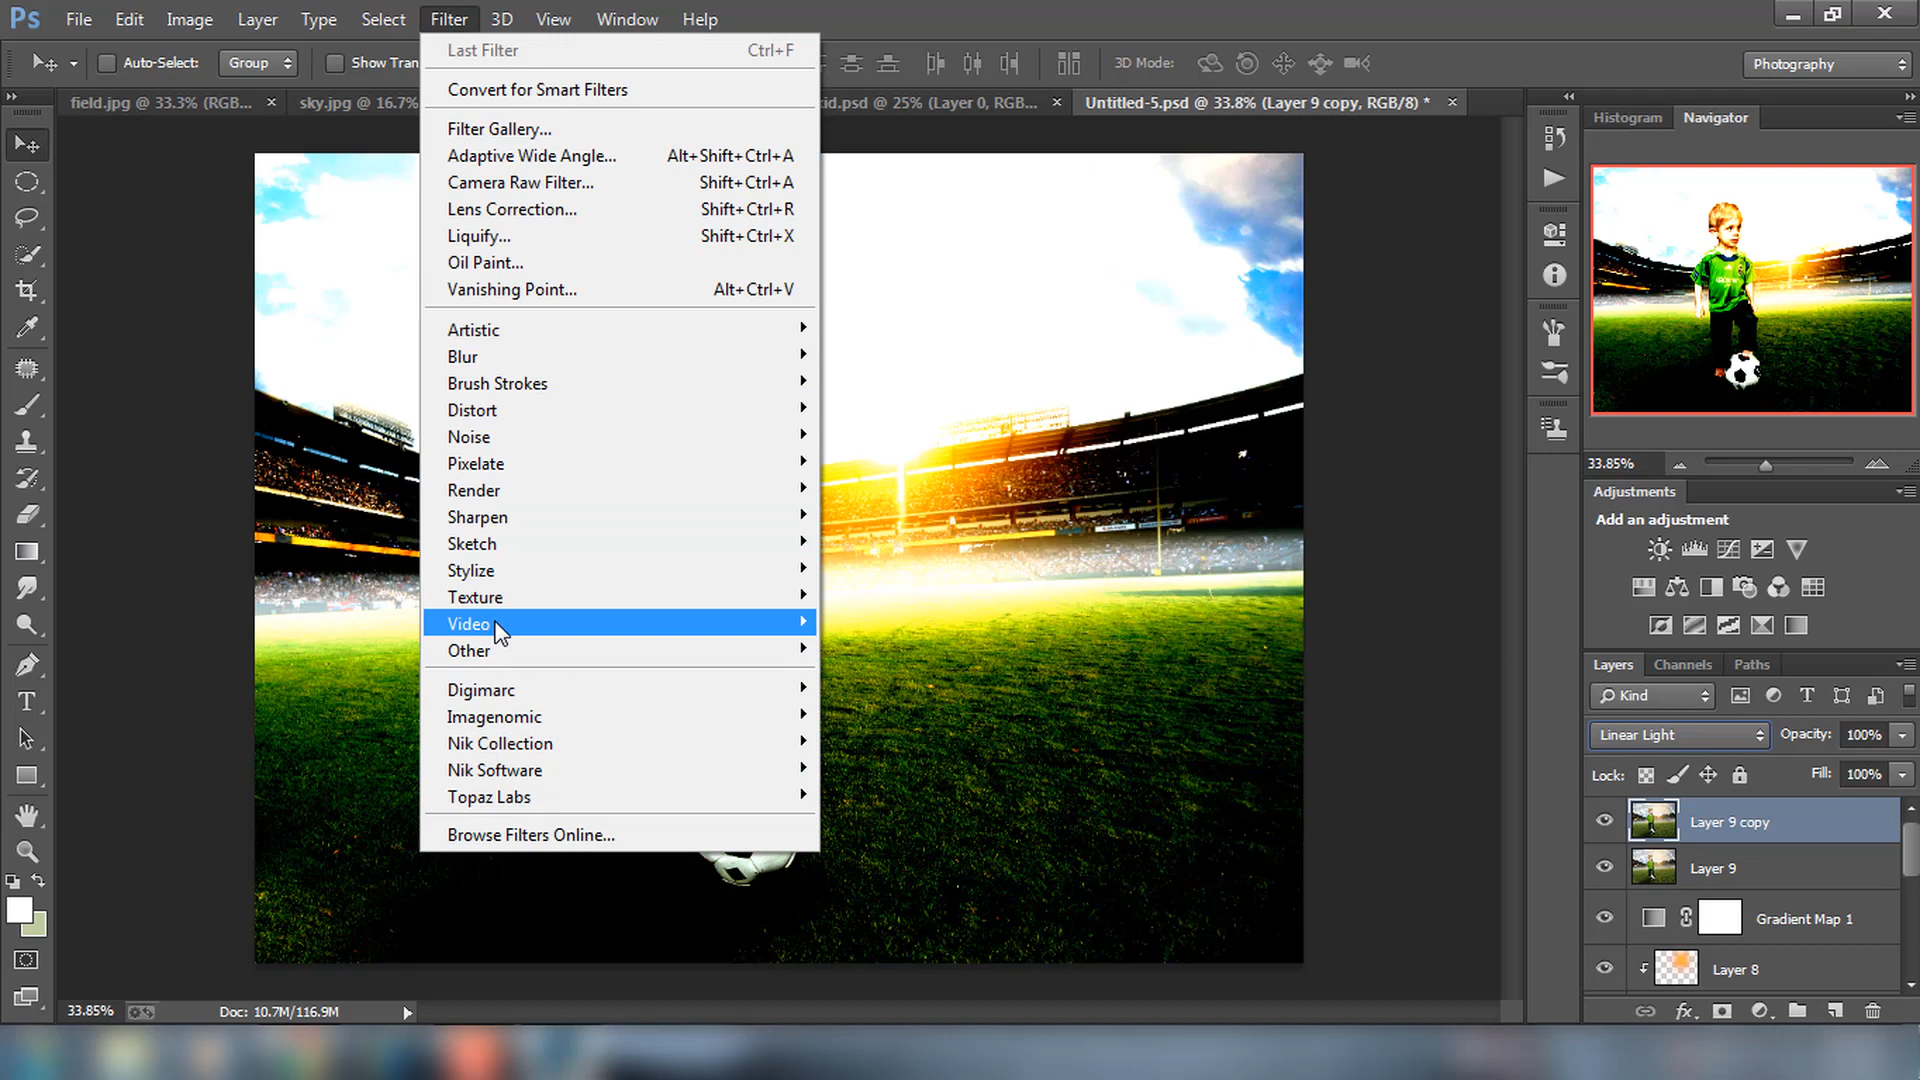 Ps File Edit Image Layer Type Select Filter 3D View Window Help
Auto-Select: Group Show Tran 3D Mode: Photography
field.jpg @ 33.3% (RGB... sky.jpg @ 16.7% kid.psd @ 25% (Layer 0, RGB... Untitled-5.psd @ 33.8% (Layer 9 copy, RGB/8) *
Last Filter Ctrl+F
Convert for Smart Filters
Filter Gallery...
Adaptive Wide Angle... Alt+Shift+Ctrl+A
Camera Raw Filter... Shift+Ctrl+A
Lens Correction... Shift+Ctrl+R
Liquify... Shift+Ctrl+X
Oil Paint...
Vanishing Point... Alt+Ctrl+V
Artistic
Blur
Brush Strokes
Distort
Noise
Pixelate
Render
Sharpen
Sketch
Stylize
Texture
Video
Other
Digimarc
Imagenomic
Nik Collection
Nik Software
Topaz Labs
Browse Filters Online...
Histogram Navigator
33.85%
Adjustments
Add an adjustment
Layers Channels Paths
Kind
Linear Light Opacity: 100%
Lock: Fill: 100%
Layer 9 copy
Layer 9
Gradient Map 1
Layer 8
33.85% Doc: 10.7M/116.9M